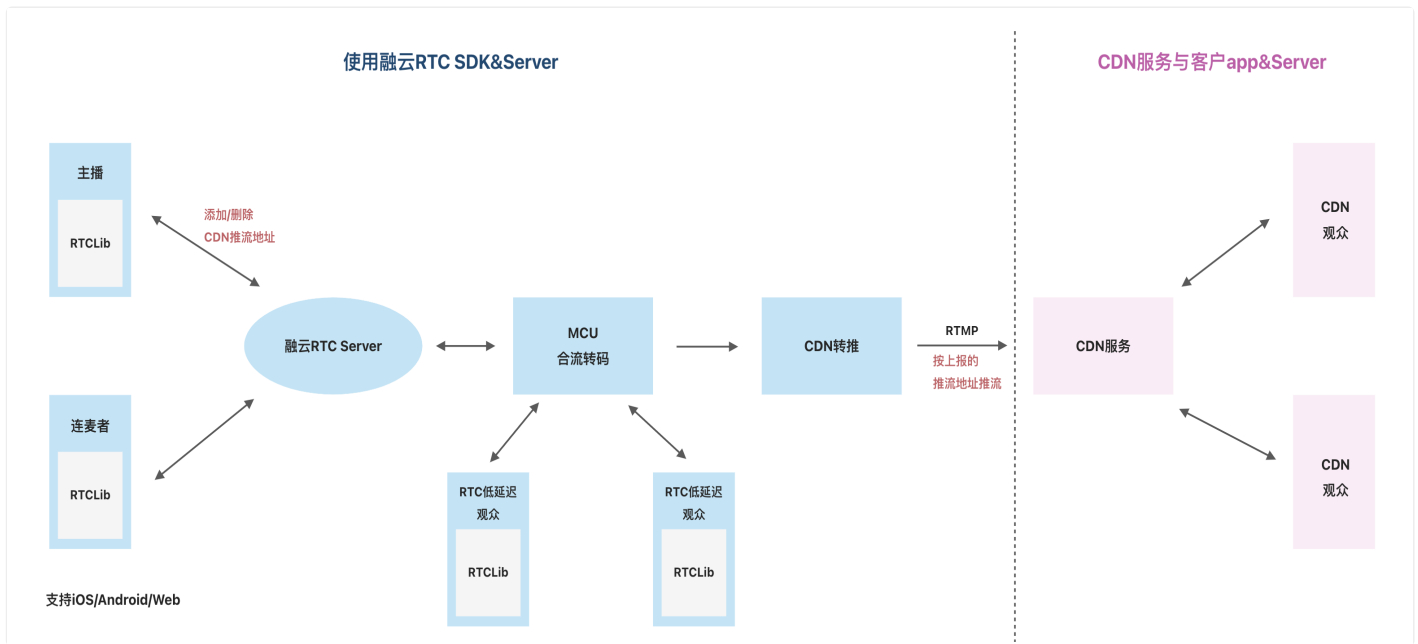 使用融云RTC SDK&Server
CDN服务与客户app&Server
主播
RTCLib
添加/删除
CDN推流地址
融云RTC Server
MCU
合流转码
CDN转推
RTMP
按上报的
推流地址推流
CDN服务
CDN
观众
连麦者
RTCLib
RTC低延迟
观众
RTCLib
RTC低延迟
观众
RTCLib
CDN
观众
支持iOS/Android/Web